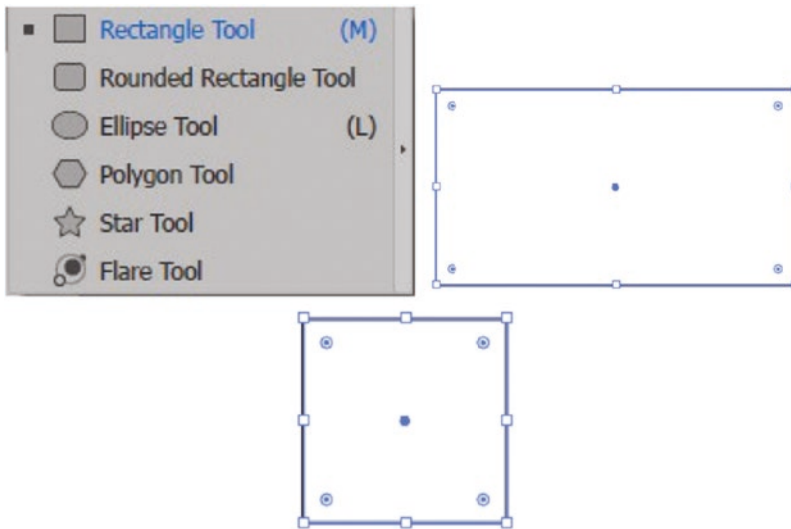 Rectangle Tool (M)
Rounded Rectangle Tool
Ellipse Tool (L)
Polygon Tool
Star Tool
Flare Tool